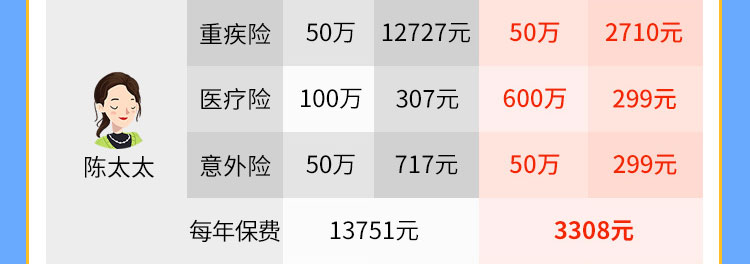 重疾险 50万 12727元 50万 2710元
医疗险 100万 307元 600万 299元
陈太太
意外险 50万 717元 50万 299元
每年保费 13751元 3308元